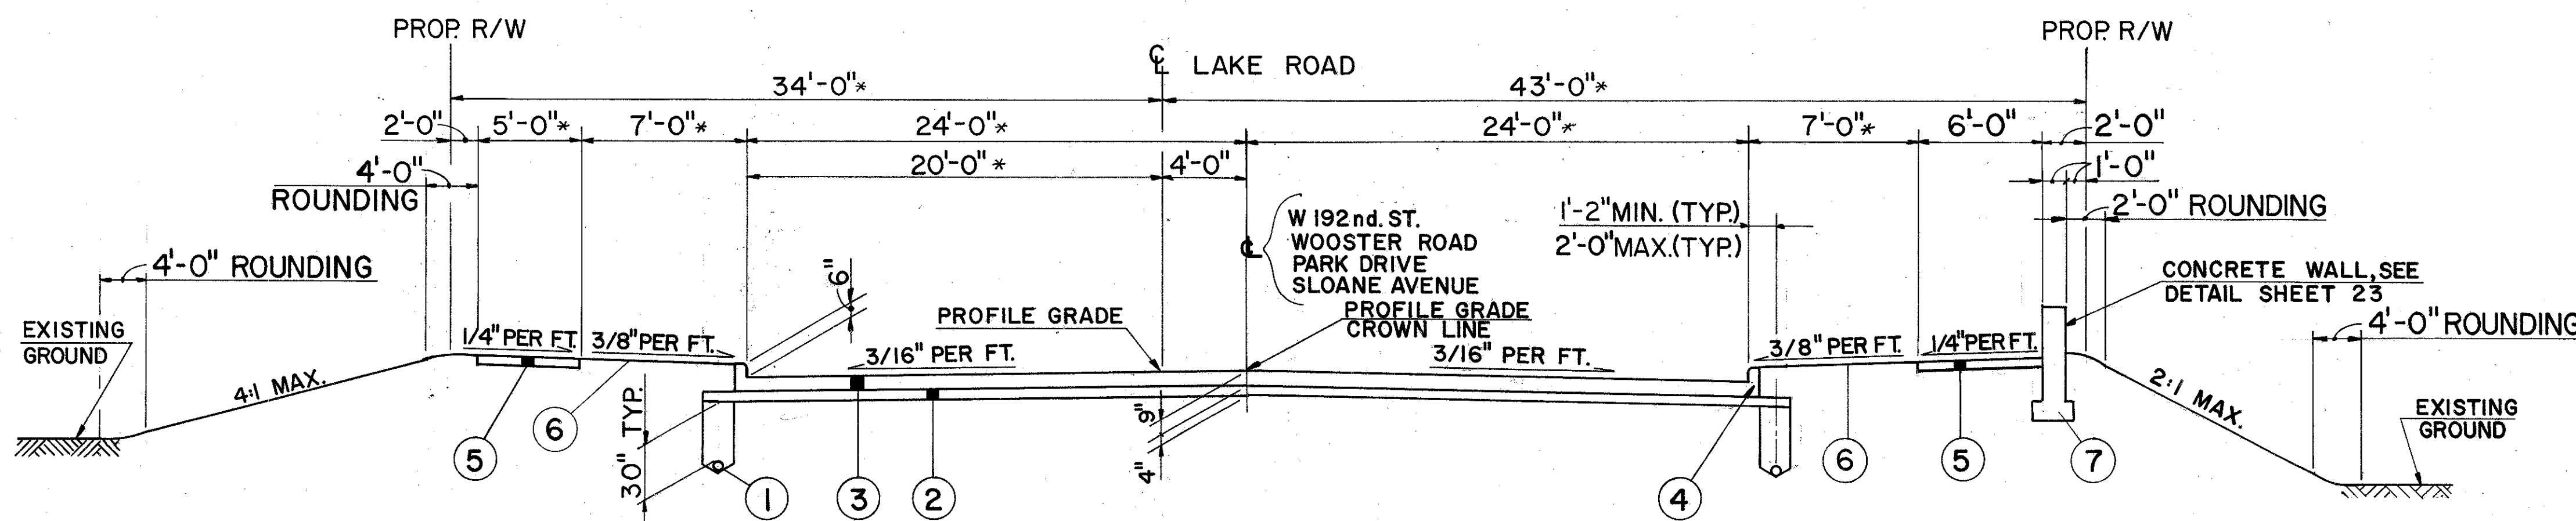 PROP. R/W
PROP. R/W
℄ LAKE ROAD
34'-0"*
43'-0"*
2'-0"
5'-0"*
7'-0"*
24'-0"*
24'-0"*
7'-0"*
6'-0"
2'-0"
20'-0"*
4'-0"
1'-0"
4'-0"
ROUNDING
2'-0" ROUNDING
4'-0" ROUNDING
℄
W 192nd. ST.
WOOSTER ROAD
PARK DRIVE
SLOANE AVENUE
1'-2" MIN. (TYP.)
2'-0" MAX. (TYP.)
6"
PROFILE GRADE
PROFILE GRADE
CROWN LINE
CONCRETE WALL, SEE
DETAIL SHEET 23
4'-0" ROUNDING
EXISTING
GROUND
1/4" PER FT.
3/8" PER FT.
3/16" PER FT.
3/16" PER FT.
3/8" PER FT.
1/4" PER FT.
4:1 MAX.
2:1 MAX.
EXISTING
GROUND
30" TYP.
9"
4"
5
6
1
3
2
4
6
5
7